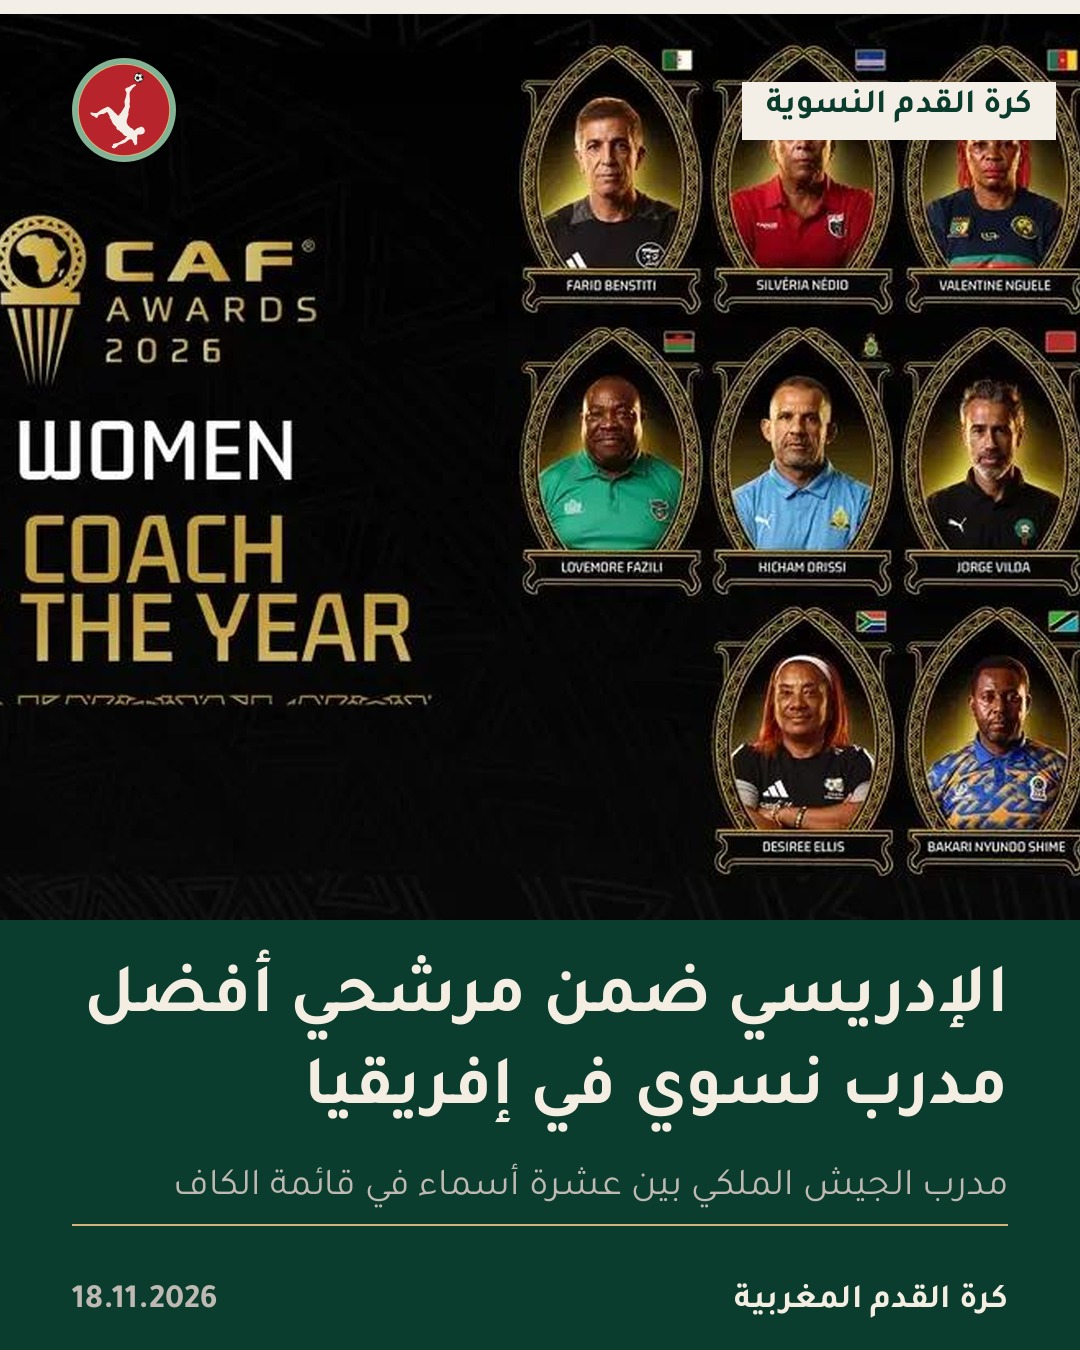 كرة القدم النسوية
CAF®
AWARDS
2026
WOMEN
COACH
THE YEAR
FARID BENSTITI
SILVÉRIA NÉDIO
VALENTINE NGUELE
LOVEMORE FAZILI
HICHAM DRISSI
JORGE VILDA
DESIREE ELLIS
BAKARI NYUNDO SHIME
الإدريسي ضمن مرشحي أفضل
مدرب نسوي في إفريقيا
مدرب الجيش الملكي بين عشرة أسماء في قائمة الكاف
كرة القدم المغربية
18.11.2026